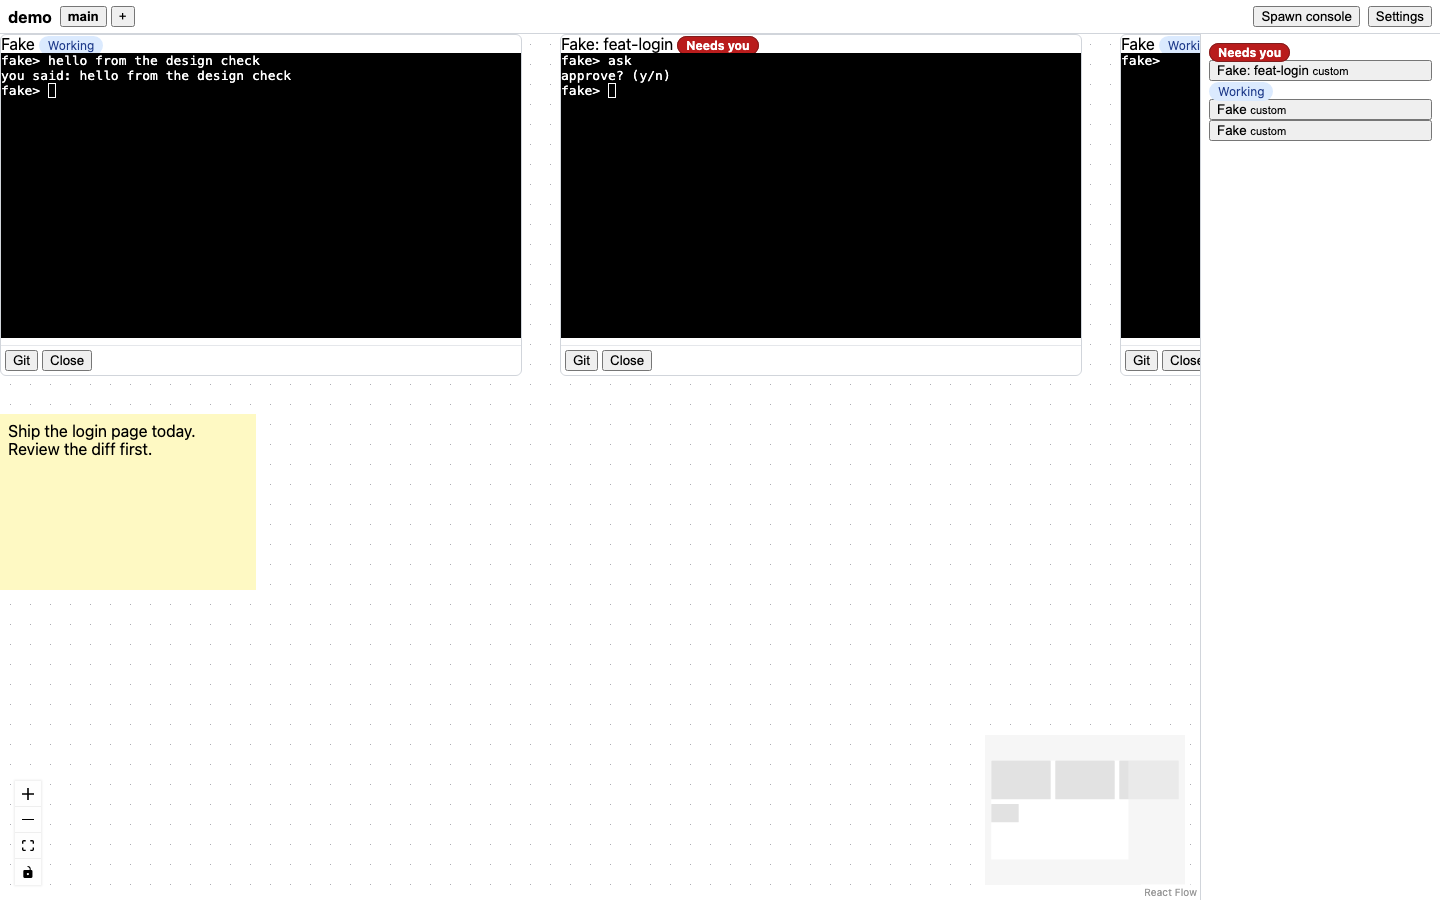 demo main + Spawn console Settings
Fake Working
fake> hello from the design check
you said: hello from the design check
fake>
Git Close
Fake: feat-login Needs you
fake> ask
approve? (y/n)
fake>
Git Close
Fake Worki
fake>
Git Close
Needs you
Fake: feat-login custom
Working
Fake custom
Fake custom
Ship the login page today.
Review the diff first.
React Flow